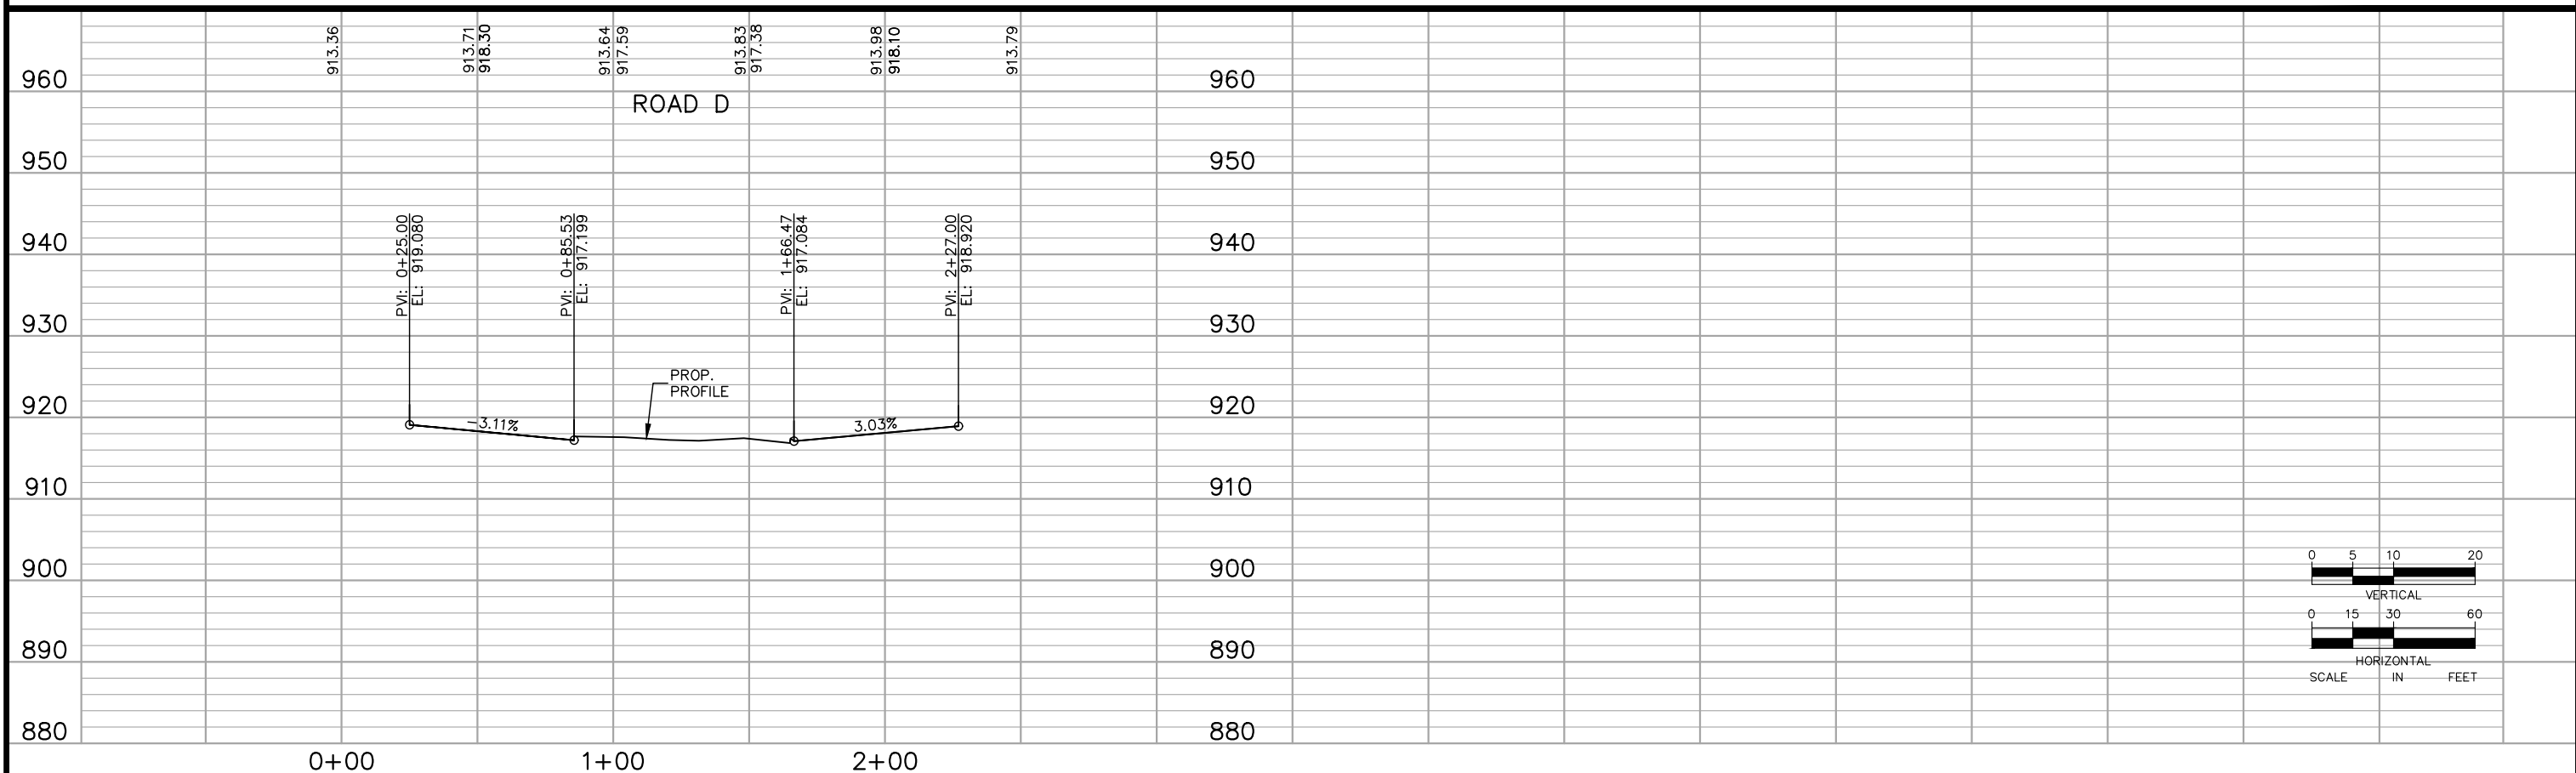 913.36
913.71
918.30
913.64
917.59
913.83
917.38
913.98
918.10
913.79
960
960
ROAD D
950
950
940
940
PVI: 0+25.00
EL: 919.080
PVI: 0+85.53
EL: 917.199
PVI: 1+66.47
EL: 917.084
PVI: 2+27.00
EL: 918.920
930
930
PROP.
PROFILE
920
920
-3.11%
3.03%
910
910
900
900
0 5 10 20
VERTICAL
0 15 30 60
HORIZONTAL
SCALE IN FEET
890
890
880
880
0+00
1+00
2+00